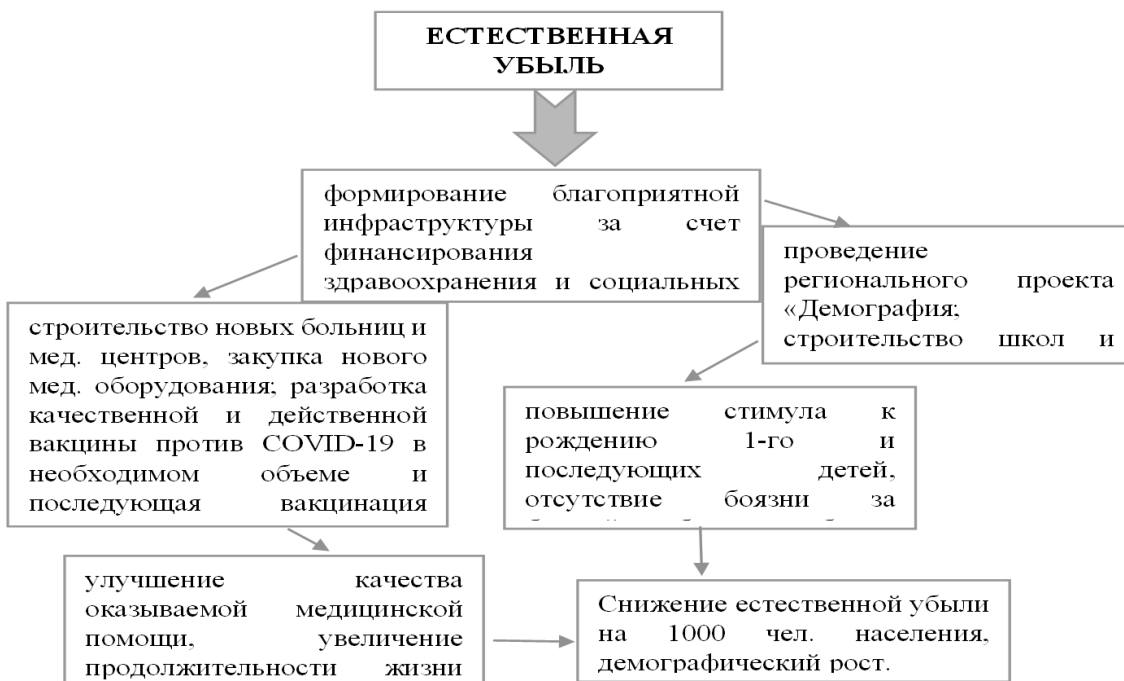 ЕСТЕСТВЕННАЯ
УБЫЛЬ
формирование благоприятной
инфраструктуры за счет
финансирования
здравоохранения и социальных
проведение
регионального проекта
«Демография;
строительство школ и
строительство новых больниц и
мед. центров, закупка нового
мед. оборудования; разработка
качественной и действенной
вакцины против COVID-19 в
необходимом объеме и
последующая вакцинация
повышение стимула к
рождению 1-го и
последующих детей,
отсутствие боязни за
улучшение качества
оказываемой медицинской
помощи, увеличение
продолжительности жизни
Снижение естественной убыли
на 1000 чел. населения,
демографический рост.